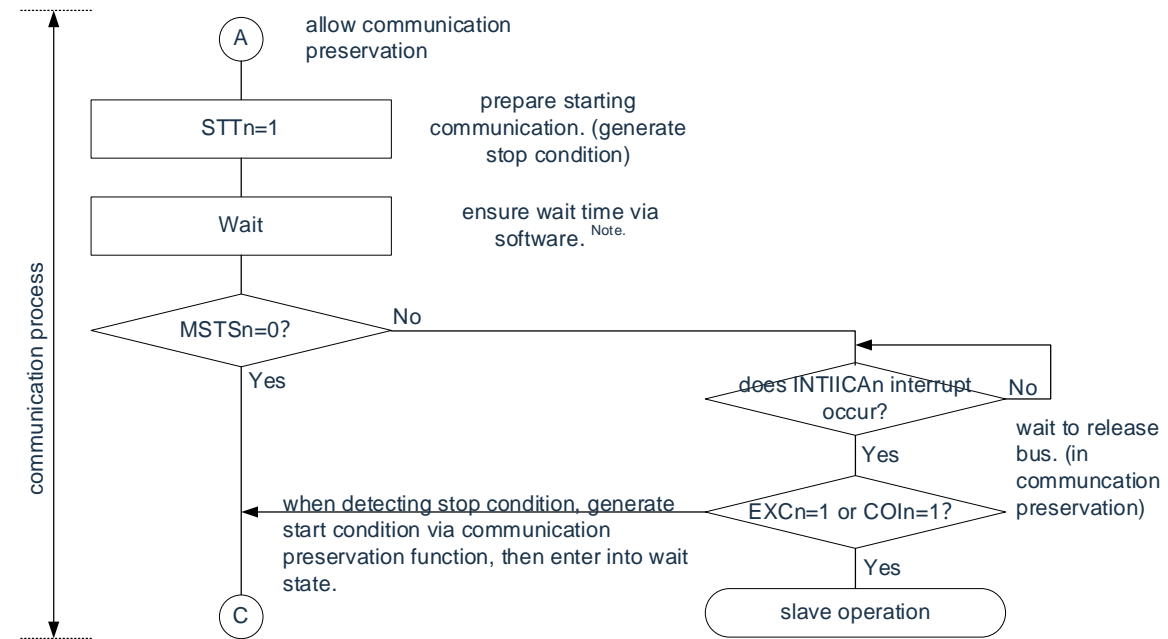 A
allow communication
preservation
STTn=1
prepare starting
communication. (generate
stop condition)
Wait
ensure wait time via
software. Note.
communication process
MSTSn=0?
No
Yes
does INTIICAn interrupt
occur?
No
Yes
wait to release
bus. (in
communcation
preservation)
when detecting stop condition, generate
start condition via communication
preservation function, then enter into wait
state.
EXCn=1 or COIn=1?
Yes
C
slave operation